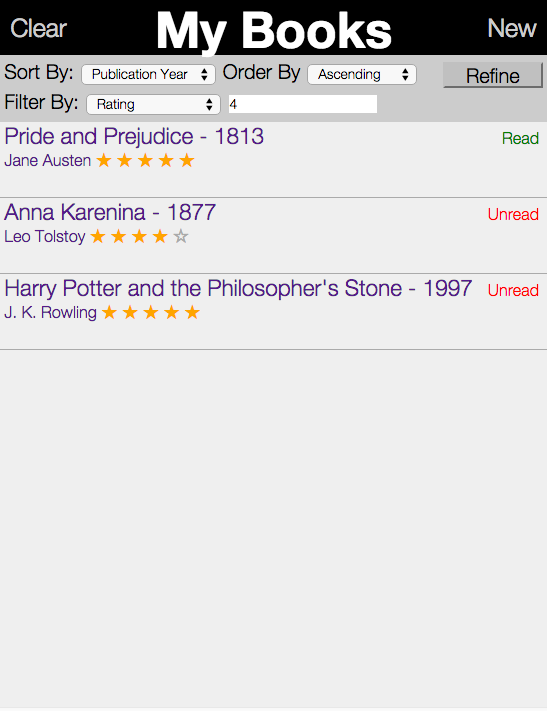 Clear My Books New
Sort By: Publication Year Order By Ascending Refine
Filter By: Rating 4
Pride and Prejudice - 1813 Read
Jane Austen ★ ★ ★ ★ ★
Anna Karenina - 1877 Unread
Leo Tolstoy ★ ★ ★ ★ ☆
Harry Potter and the Philosopher's Stone - 1997 Unread
J. K. Rowling ★ ★ ★ ★ ★